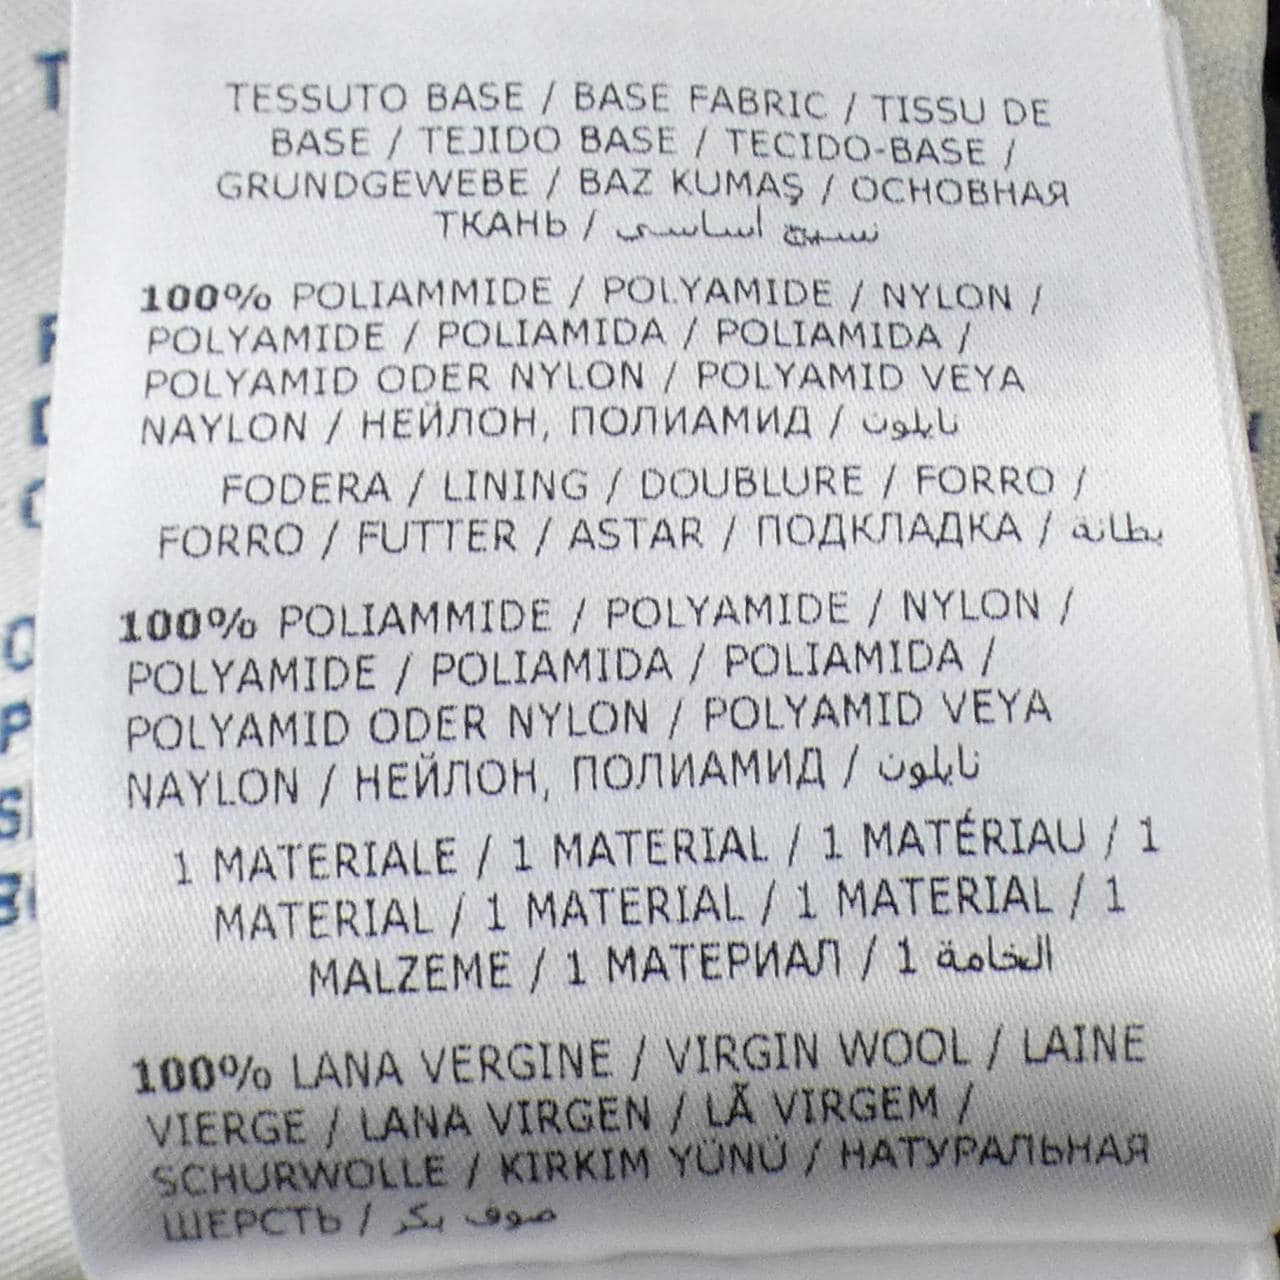 TESSUTO BASE / BASE FABRIC / TISSU DE
BASE / TEJIDO BASE / TECIDO-BASE /
GRUNDGEWEBE / BAZ KUMAŞ / ОСНОВНАЯ
ТКАНЬ / نسيج أساسي
100% POLIAMMIDE / POLYAMIDE / NYLON /
POLYAMIDE / POLIAMIDA / POLIAMIDA /
POLYAMID ODER NYLON / POLYAMID VEYA
NAYLON / НЕЙЛОН, ПОЛИАМИД / نايلون
FODERA / LINING / DOUBLURE / FORRO /
FORRO / FUTTER / ASTAR / ПОДКЛАДКА / بطانة
100% POLIAMMIDE / POLYAMIDE / NYLON /
POLYAMIDE / POLIAMIDA / POLIAMIDA /
POLYAMID ODER NYLON / POLYAMID VEYA
NAYLON / НЕЙЛОН, ПОЛИАМИД / نايلون
1 MATERIALE / 1 MATERIAL / 1 MATÉRIAU / 1
MATERIAL / 1 MATERIAL / 1 MATERIAL / 1
MALZEME / 1 МАТЕРИАЛ / 1 الخامة
100% LANA VERGINE / VIRGIN WOOL / LAINE
VIERGE / LANA VIRGEN / LÃ VIRGEM /
SCHURWOLLE / KIRKIM YÜNÜ / НАТУРАЛЬНАЯ
ШЕРСТЬ / صوف بكر